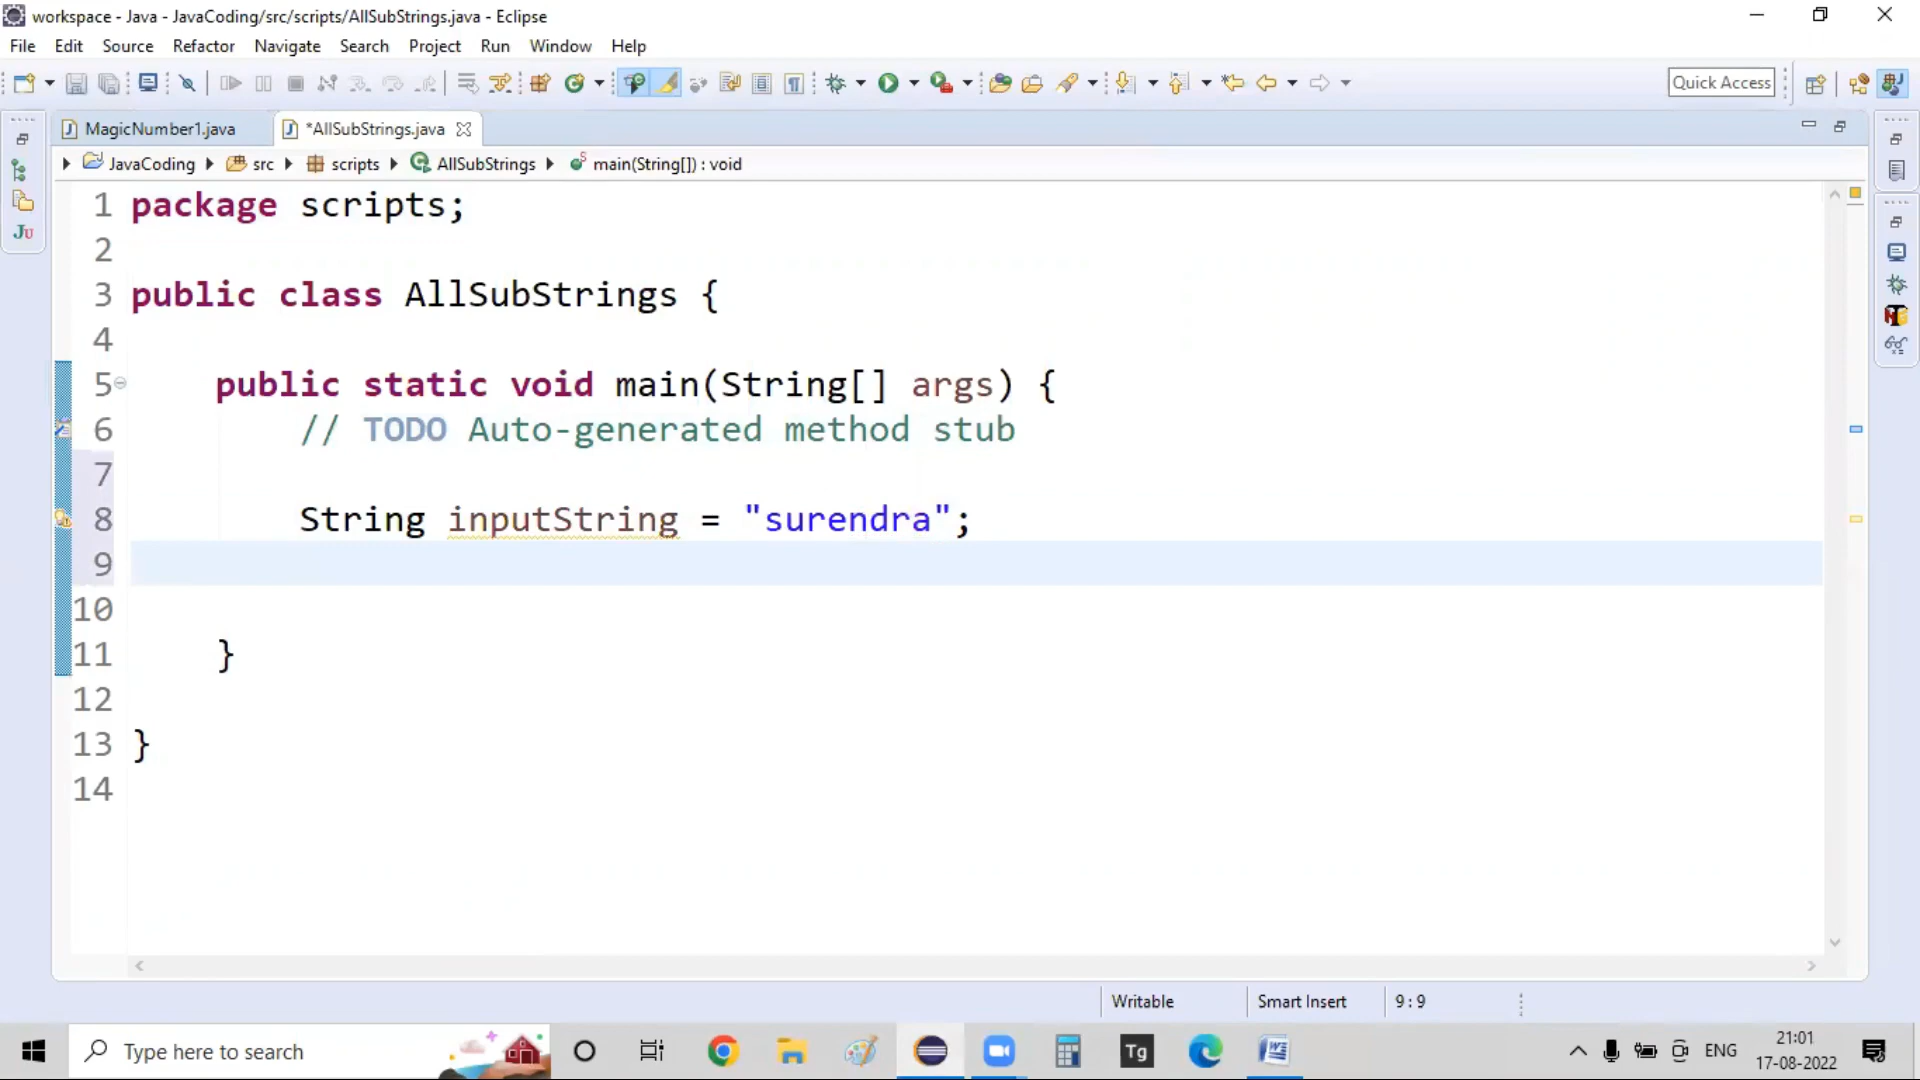 workspace - Java - JavaCoding/src/scripts/AllSubStrings.java - Eclipse
File Edit Source Refactor Navigate Search Project Run Window Help
Quick Access
MagicNumber1.java *AllSubStrings.java
JavaCoding src scripts AllSubStrings main(String[]) : void
1 package scripts;
2
3 public class AllSubStrings {
4
5 public static void main(String[] args) {
6 // TODO Auto-generated method stub
7
8 String inputString = "surendra";
9
10
11 }
12
13 }
14
Ju
Writable Smart Insert 9 : 9
Type here to search
Tg
ENG
21:01
17-08-2022